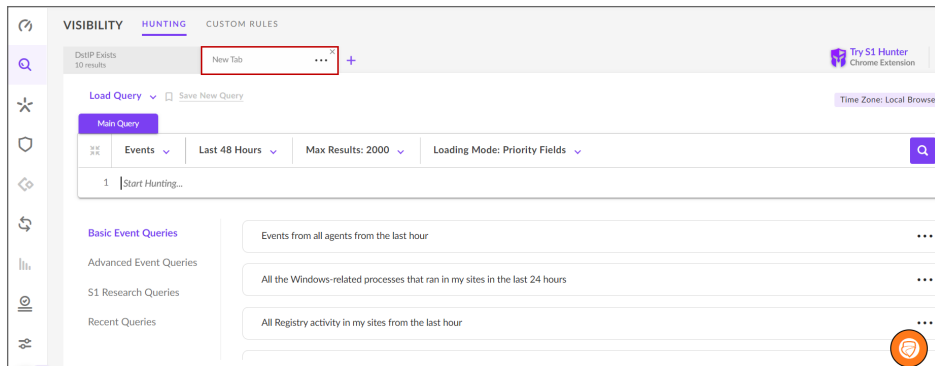 VISIBILITY HUNTING CUSTOM RULES
DstIP Exists
10 results
New Tab
Try S1 Hunter
Chrome Extension
Load Query Save New Query
Time Zone: Local Browse
Main Query
Events Last 48 Hours Max Results: 2000 Loading Mode: Priority Fields
1 Start Hunting...
Basic Event Queries
Advanced Event Queries
S1 Research Queries
Recent Queries
Events from all agents from the last hour
All the Windows-related processes that ran in my sites in the last 24 hours
All Registry activity in my sites from the last hour